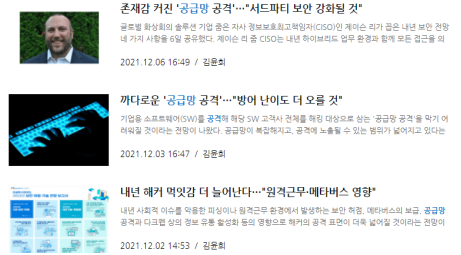 존재감 커진 '공급망 공격'…"서드파티 보안 강화될 것"
글로벌 화상회의 솔루션 기업 줌은 자사 정보보호최고책임자(CISO)인 제이슨 리가 꼽은 내년 보안 전망
네 가지 사항을 6일 공유했다. 제이슨 리 줌 CISO는 내년 하이브리드 업무 환경과 함께 모든 접근을 의
2021.12.06 16:49 / 김윤희
까다로운 '공급망 공격'…"방어 난이도 더 오를 것"
기업용 소프트웨어(SW)를 공격해 해당 SW 고객사 전체를 해킹 대상으로 삼는 '공급망 공격'을 막기 어
려워질 것이라는 전망이 나왔다. 공급망이 복잡해지고, 공격에 노출될 수 있는 범위가 넓어지고 있다는
2021.12.03 16:47 / 김윤희
내년 해커 먹잇감 더 늘어난다…"원격근무·메타버스 영향"
내년 사회적 이슈를 악용한 피싱이나 원격근무 환경에서 발생하는 보안 허점, 메타버스의 보급, 공급망
공격과 다크웹 상의 정보 유통 활성화 등의 영향으로 해커의 공격 표면이 더욱 넓어질 것이라는 전망이
2021.12.02 14:53 / 김윤희